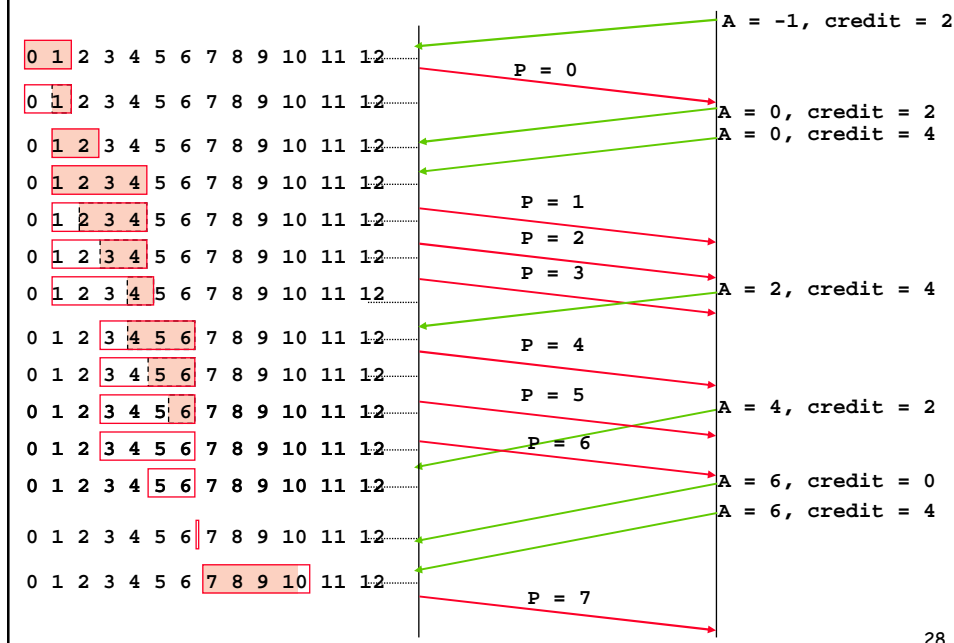 A = -1, credit = 2
0 1 2 3 4 5 6 7 8 9 10 11 12
P = 0
0 1 2 3 4 5 6 7 8 9 10 11 12
A = 0, credit = 2
0 1 2 3 4 5 6 7 8 9 10 11 12
A = 0, credit = 4
0 1 2 3 4 5 6 7 8 9 10 11 12
P = 1
0 1 2 3 4 5 6 7 8 9 10 11 12
P = 2
0 1 2 3 4 5 6 7 8 9 10 11 12
P = 3
0 1 2 3 4 5 6 7 8 9 10 11 12
A = 2, credit = 4
0 1 2 3 4 5 6 7 8 9 10 11 12
P = 4
0 1 2 3 4 5 6 7 8 9 10 11 12
P = 5
0 1 2 3 4 5 6 7 8 9 10 11 12
A = 4, credit = 2
0 1 2 3 4 5 6 7 8 9 10 11 12
P = 6
0 1 2 3 4 5 6 7 8 9 10 11 12
A = 6, credit = 0
A = 6, credit = 4
0 1 2 3 4 5 6 7 8 9 10 11 12
0 1 2 3 4 5 6 7 8 9 10 11 12
P = 7
28